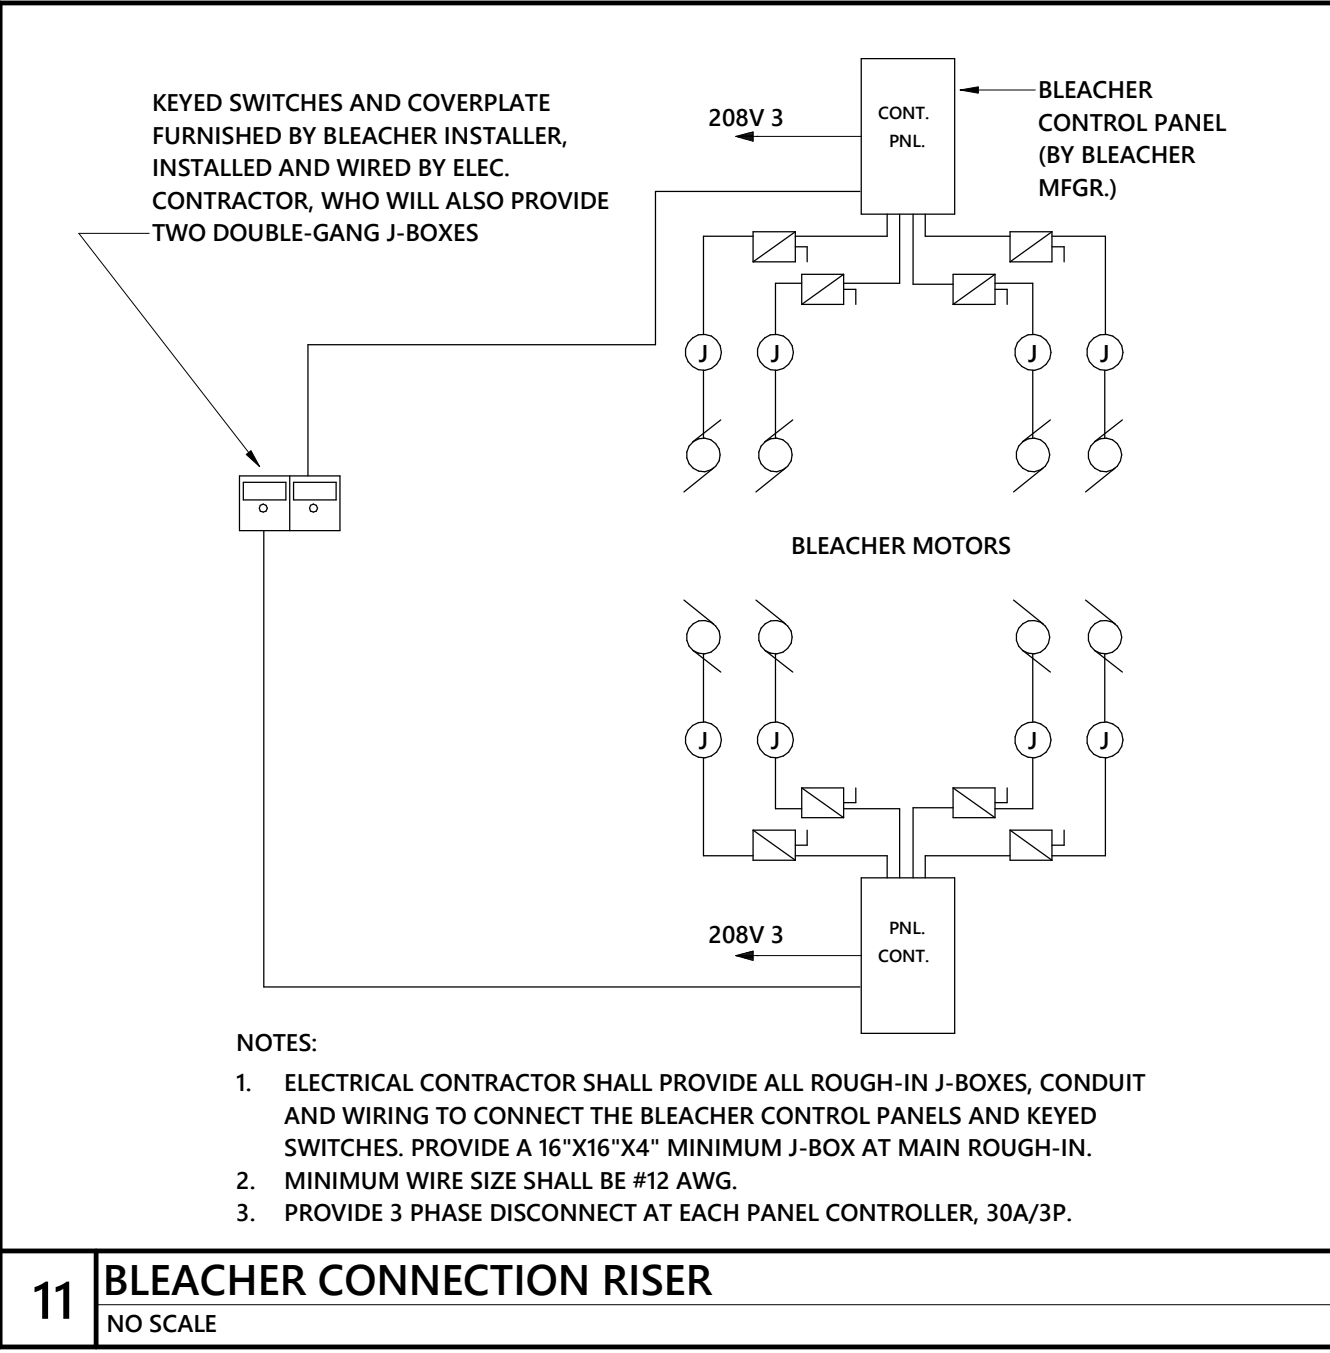 KEYED SWITCHES AND COVERPLATE
FURNISHED BY BLEACHER INSTALLER,
INSTALLED AND WIRED BY ELEC.
CONTRACTOR, WHO WILL ALSO PROVIDE
TWO DOUBLE-GANG J-BOXES
208V 3
CONT.
PNL.
BLEACHER
CONTROL PANEL
(BY BLEACHER
MFGR.)
J
J
J
J
BLEACHER MOTORS
J
J
J
J
208V 3
PNL.
CONT.
NOTES:
1. ELECTRICAL CONTRACTOR SHALL PROVIDE ALL ROUGH-IN J-BOXES, CONDUIT
AND WIRING TO CONNECT THE BLEACHER CONTROL PANELS AND KEYED
SWITCHES. PROVIDE A 16"X16"X4" MINIMUM J-BOX AT MAIN ROUGH-IN.
2. MINIMUM WIRE SIZE SHALL BE #12 AWG.
3. PROVIDE 3 PHASE DISCONNECT AT EACH PANEL CONTROLLER, 30A/3P.
11
BLEACHER CONNECTION RISER
NO SCALE